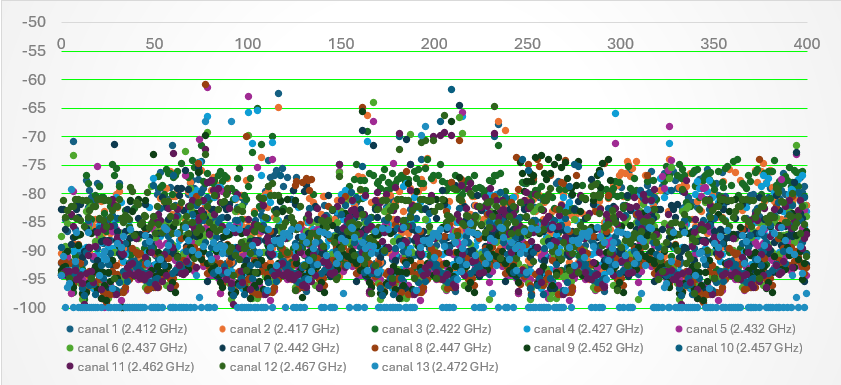 -50
-55
0 50 100 150 200 250 300 350 400
-60
-65
-70
-75
-80
-85
-90
-95
-100
canal 1 (2.412 GHz) canal 2 (2.417 GHz) canal 3 (2.422 GHz) canal 4 (2.427 GHz) canal 5 (2.432 GHz)
canal 6 (2.437 GHz) canal 7 (2.442 GHz) canal 8 (2.447 GHz) canal 9 (2.452 GHz) canal 10 (2.457 GHz)
canal 11 (2.462 GHz) canal 12 (2.467 GHz) canal 13 (2.472 GHz)